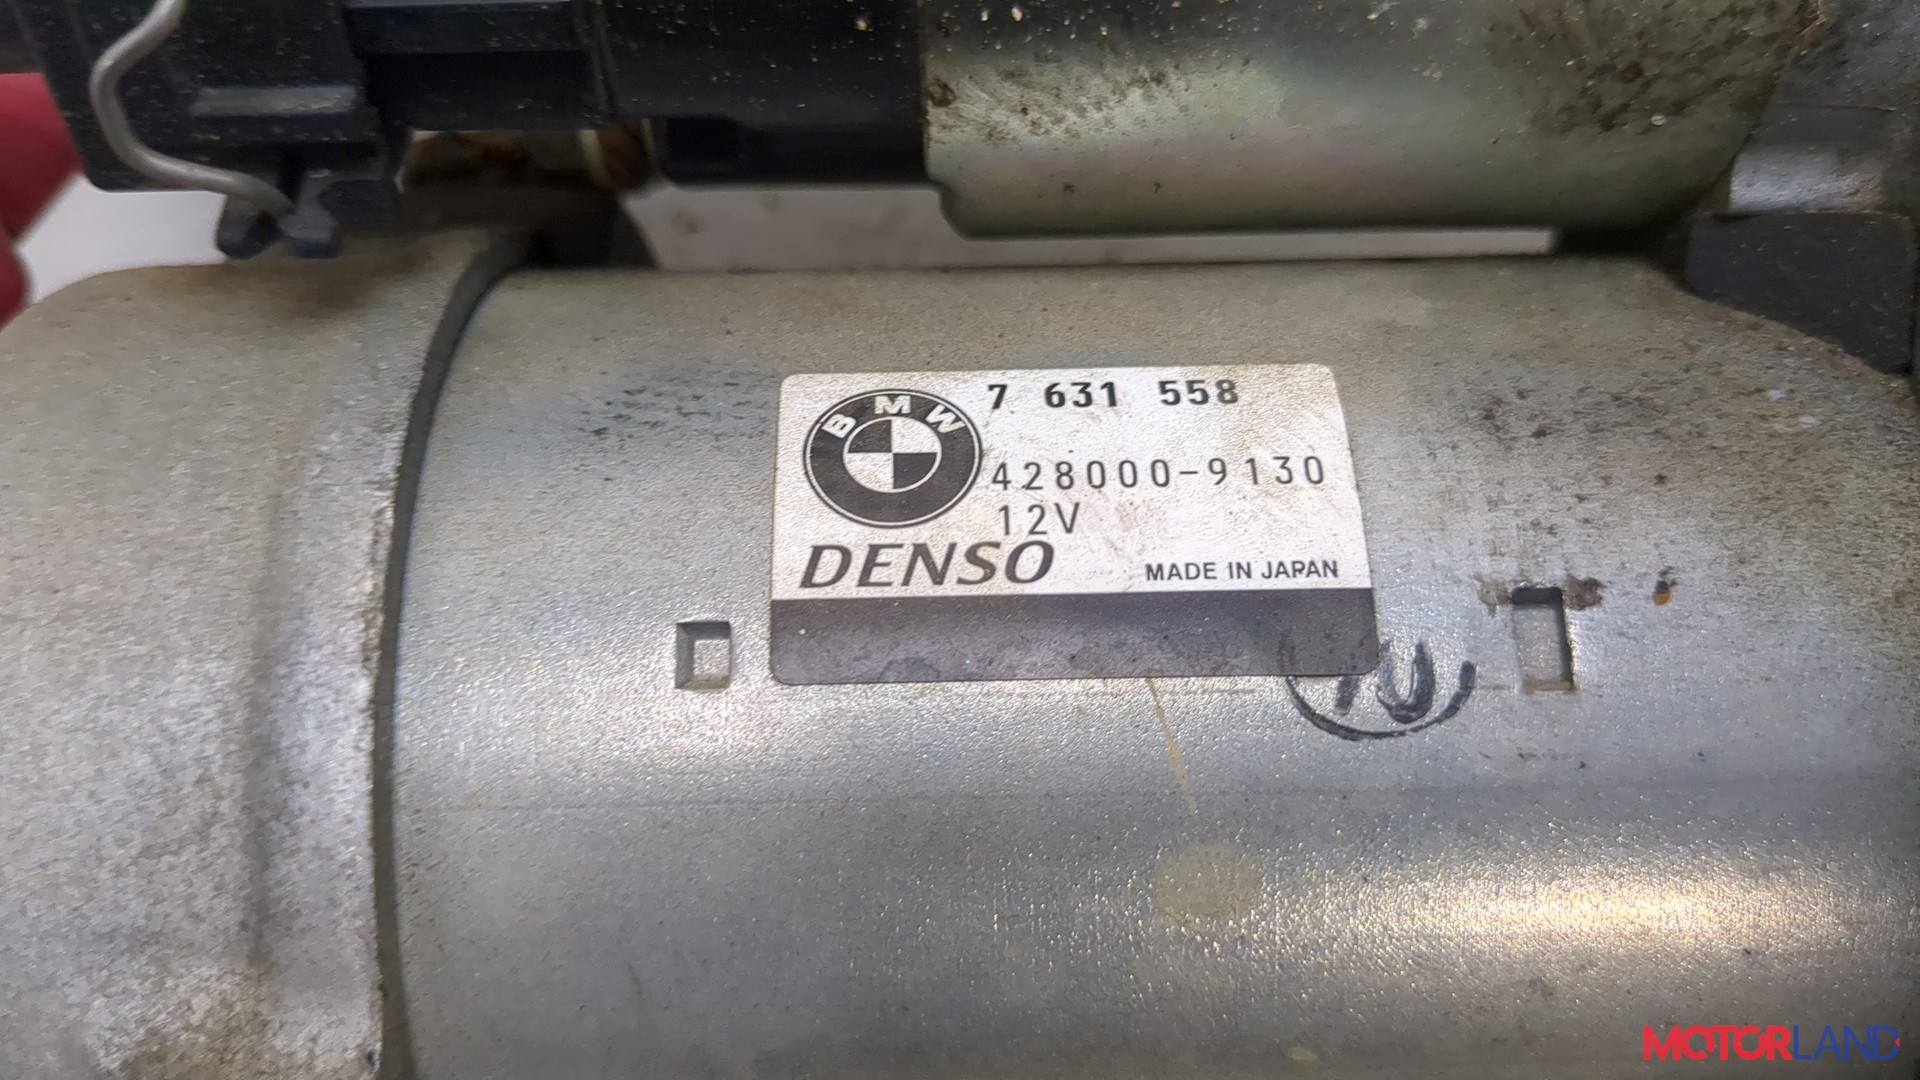 BMW
7 631 558
428000-9130
12V
DENSO
MADE IN JAPAN
MOTORLAND